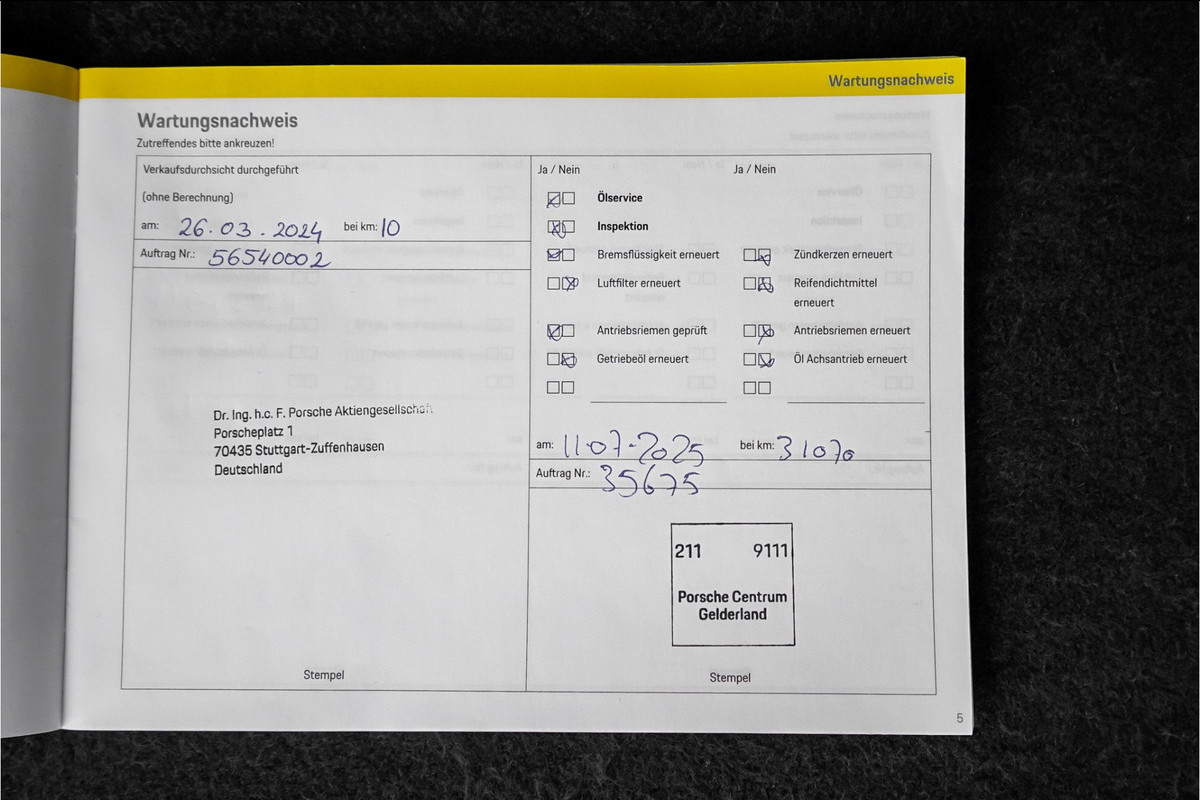 Wartungsnachweis
Wartungsnachweis
Zutreffendes bitte ankreuzen!
Verkaufsdurchsicht durchgeführt
(ohne Berechnung)
am: 26.03.2024 bei km: 10
Auftrag Nr.: 56540002
Dr. Ing. h.c. F. Porsche Aktiengesellschaft
Porscheplatz 1
70435 Stuttgart-Zuffenhausen
Deutschland
Stempel
Ja / Nein Ja / Nein
Ölservice
Inspektion
Bremsflüssigkeit erneuert Zündkerzen erneuert
Luftfilter erneuert Reifendichtmittel
erneuert
Antriebsriemen geprüft Antriebsriemen erneuert
Getriebeöl erneuert Öl Achsantrieb erneuert
am: 11-07-2025 bei km: 31070
Auftrag Nr.: 35675
211 9111
Porsche Centrum
Gelderland
Stempel
5